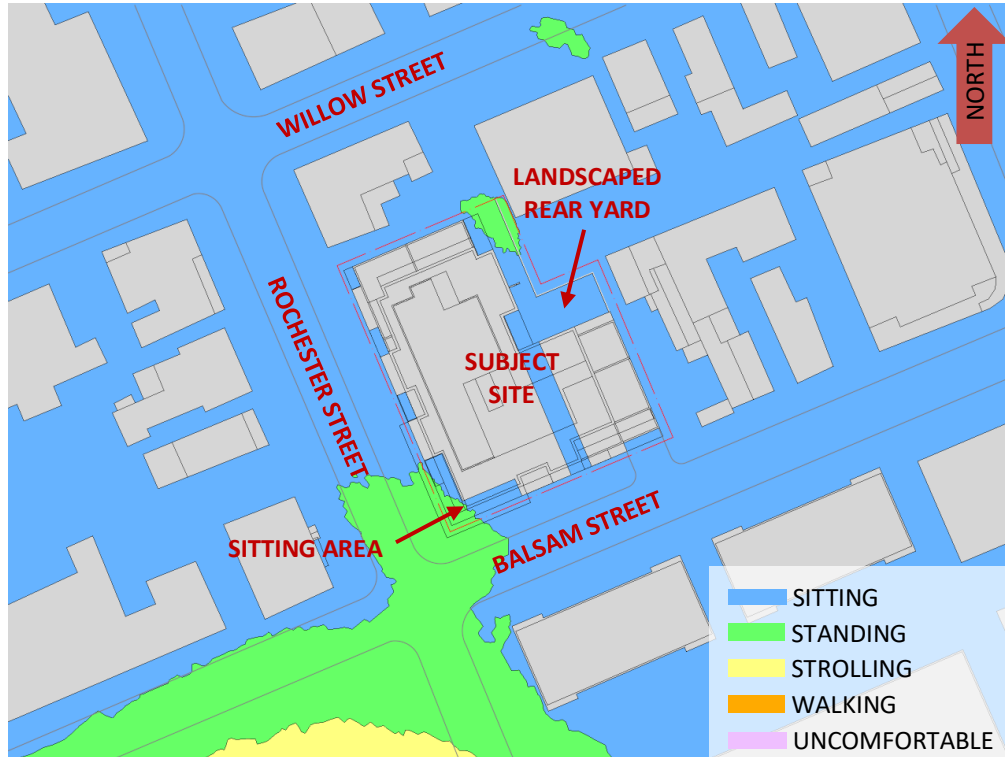 WILLOW STREET
NORTH
LANDSCAPED
REAR YARD
ROCHESTER STREET
SUBJECT
SITE
SITTING AREA
BALSAM STREET
SITTING
STANDING
STROLLING
WALKING
UNCOMFORTABLE